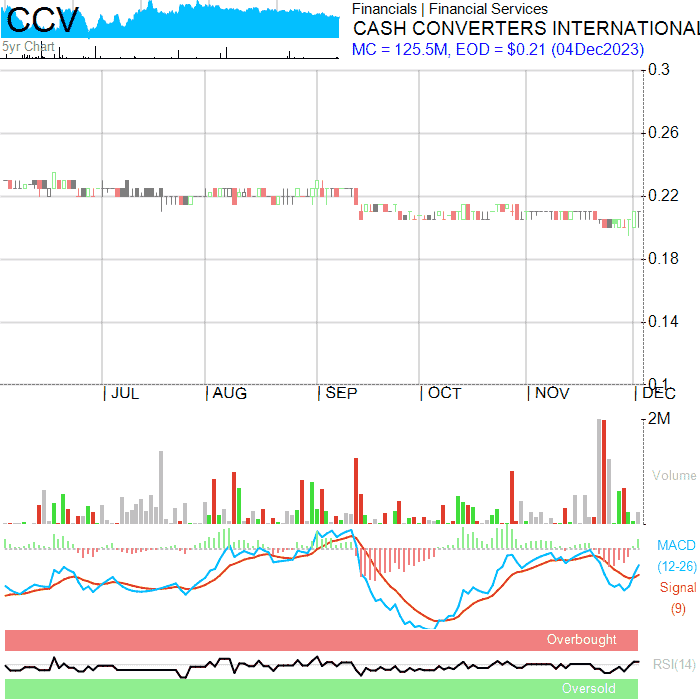 CCV
5yr Chart
Financials | Financial Services
CASH CONVERTERS INTERNATIONAL
MC = 125.5M, EOD = $0.21 (04Dec2023)
0.3
0.26
0.22
0.18
0.14
0.1
JUL AUG SEP OCT NOV DEC
2M
Volume
MACD
(12-26)
Signal
(9)
Overbought
RSI(14)
Oversold